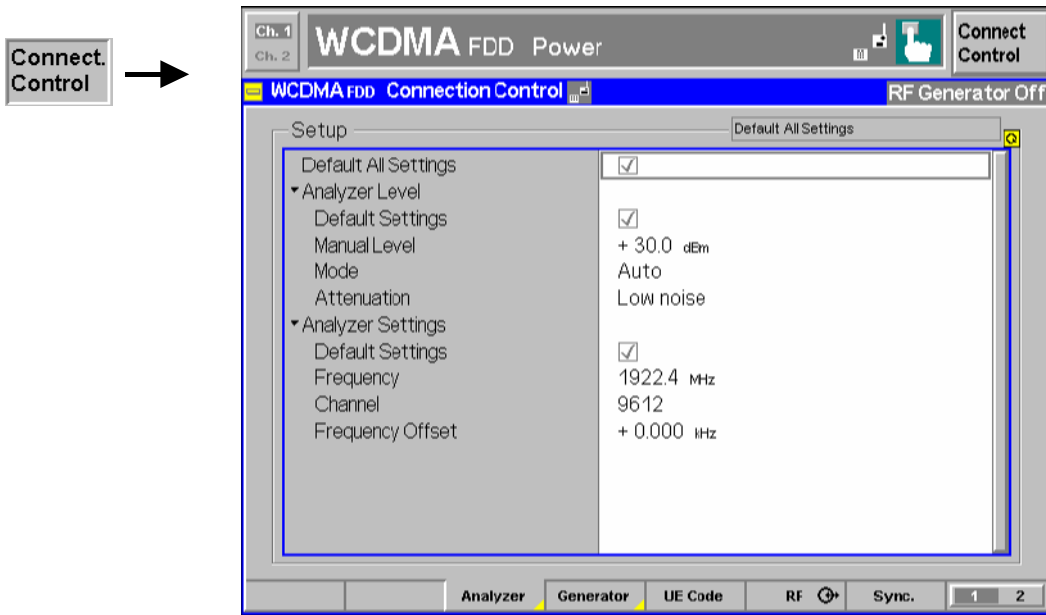 Connect.
Control
Ch. 1
Ch. 2
WCDMA FDD Power
Connect
Control
WCDMA FDD Connection Control
RF Generator Off
Setup
Default All Settings
Default All Settings
Analyzer Level
Default Settings
Manual Level + 30.0 dBm
Mode Auto
Attenuation Low noise
Analyzer Settings
Default Settings
Frequency 1922.4 MHz
Channel 9612
Frequency Offset + 0.000 kHz
Analyzer Generator UE Code RF Sync. 1 2